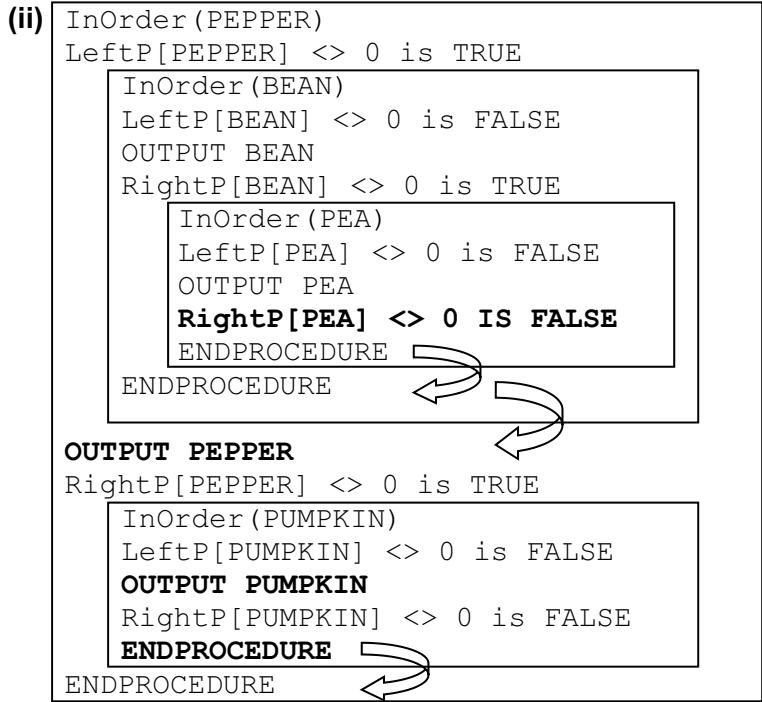 (ii) InOrder(PEPPER)
LeftP[PEPPER] <> 0 is TRUE
InOrder(BEAN)
LeftP[BEAN] <> 0 is FALSE
OUTPUT BEAN
RightP[BEAN] <> 0 is TRUE
InOrder(PEA)
LeftP[PEA] <> 0 is FALSE
OUTPUT PEA
RightP[PEA] <> 0 IS FALSE
ENDPROCEDURE
ENDPROCEDURE
OUTPUT PEPPER
RightP[PEPPER] <> 0 is TRUE
InOrder(PUMPKIN)
LeftP[PUMPKIN] <> 0 is FALSE
OUTPUT PUMPKIN
RightP[PUMPKIN] <> 0 is FALSE
ENDPROCEDURE
ENDPROCEDURE